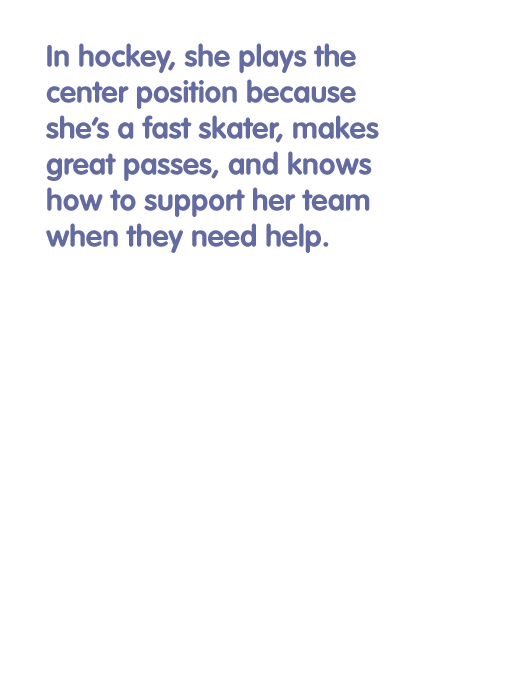 In hockey, she plays the
center position because
she's a fast skater, makes
great passes, and knows
how to support her team
when they need help.